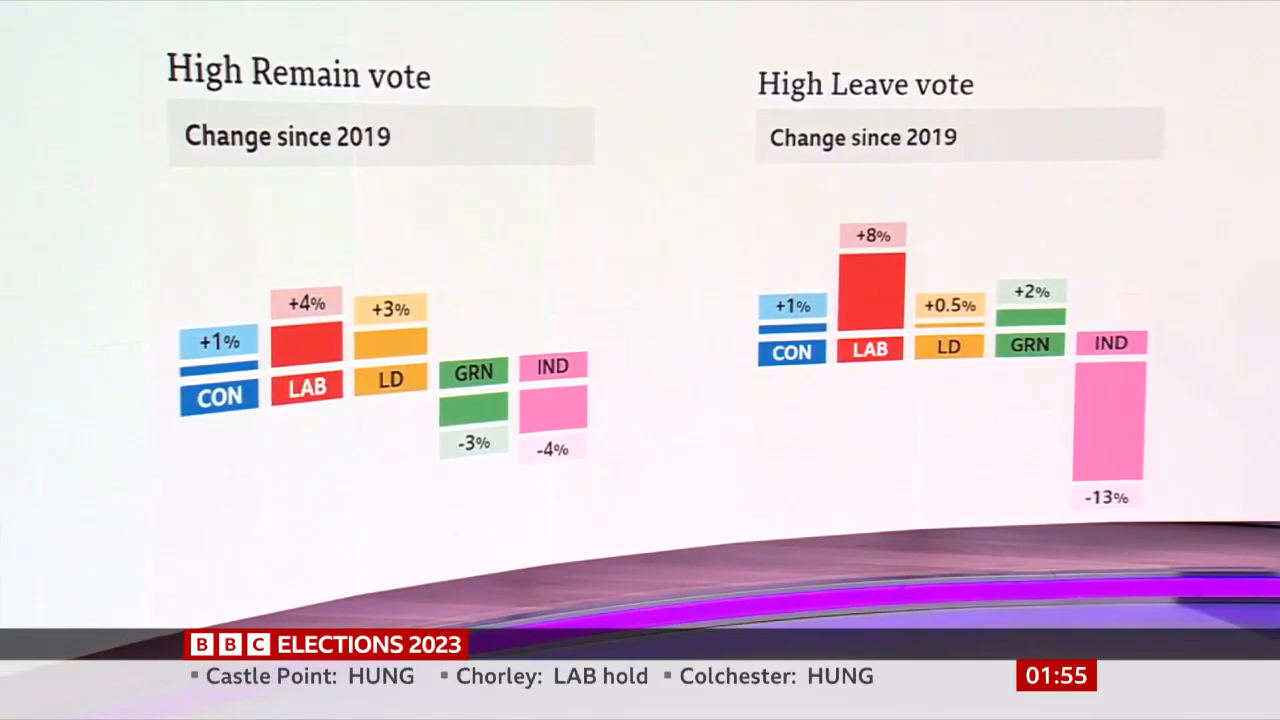 High Remain vote
Change since 2019
+1%
+4%
+3%
CON
LAB
LD
GRN
IND
-3%
-4%
High Leave vote
Change since 2019
+1%
+8%
+0.5%
+2%
CON
LAB
LD
GRN
IND
-13%
BBC ELECTIONS 2023
▪ Castle Point: HUNG ▪ Chorley: LAB hold ▪ Colchester: HUNG
01:55